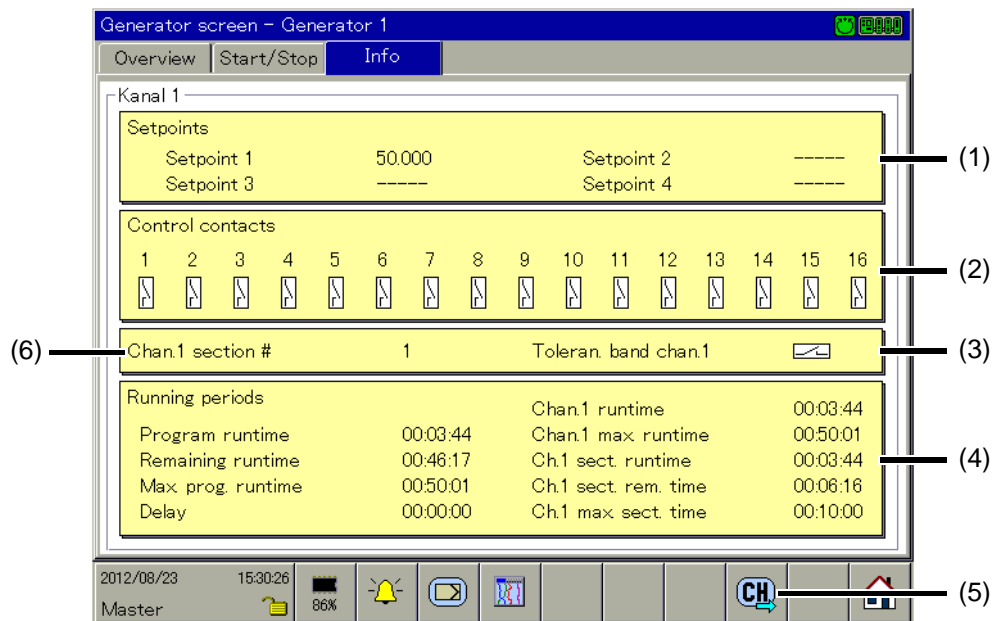 Generator screen - Generator 1
Overview Start/Stop Info
Kanal 1
Setpoints
Setpoint 1 50.000 Setpoint 2 -----
(1)
Setpoint 3 ----- Setpoint 4 -----
Control contacts
1 2 3 4 5 6 7 8 9 10 11 12 13 14 15 16
(2)
(6) Chan.1 section # 1 Toleran. band chan.1 (3)
Running periods
Chan.1 runtime 00:03:44
Program runtime 00:03:44 Chan.1 max. runtime 00:50:01
Remaining runtime 00:46:17 Ch.1 sect. runtime 00:03:44 (4)
Max. prog. runtime 00:50:01 Ch.1 sect. rem. time 00:06:16
Delay 00:00:00 Ch.1 max sect. time 00:10:00
2012/08/23 15:30:26
CH (5)
Master 86%